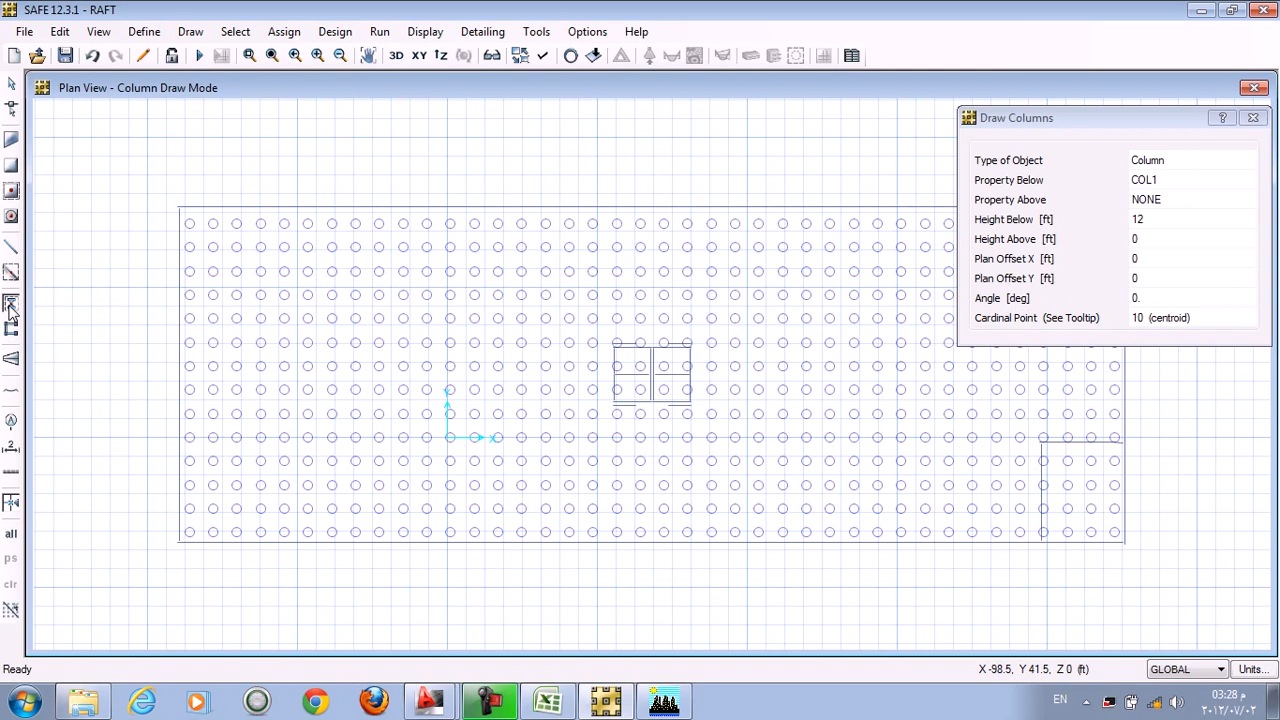 SAFE 12.3.1 - RAFT
File Edit View Define Draw Select Assign Design Run Display Detailing Tools Options Help
3D XY
Plan View - Column Draw Mode
Draw Columns
Type of Object Column
Property Below COL1
Property Above NONE
Height Below [ft] 12
Height Above [ft] 0
Plan Offset X [ft] 0
Plan Offset Y [ft] 0
Angle [deg] 0.
Cardinal Point (See Tooltip) 10 (centroid)
X
all
ps
clr
Ready
X -98.5, Y 41.5, Z 0 (ft)
GLOBAL
Units...
EN
03:28 م
٢٠١٢/٠٧/٠٢